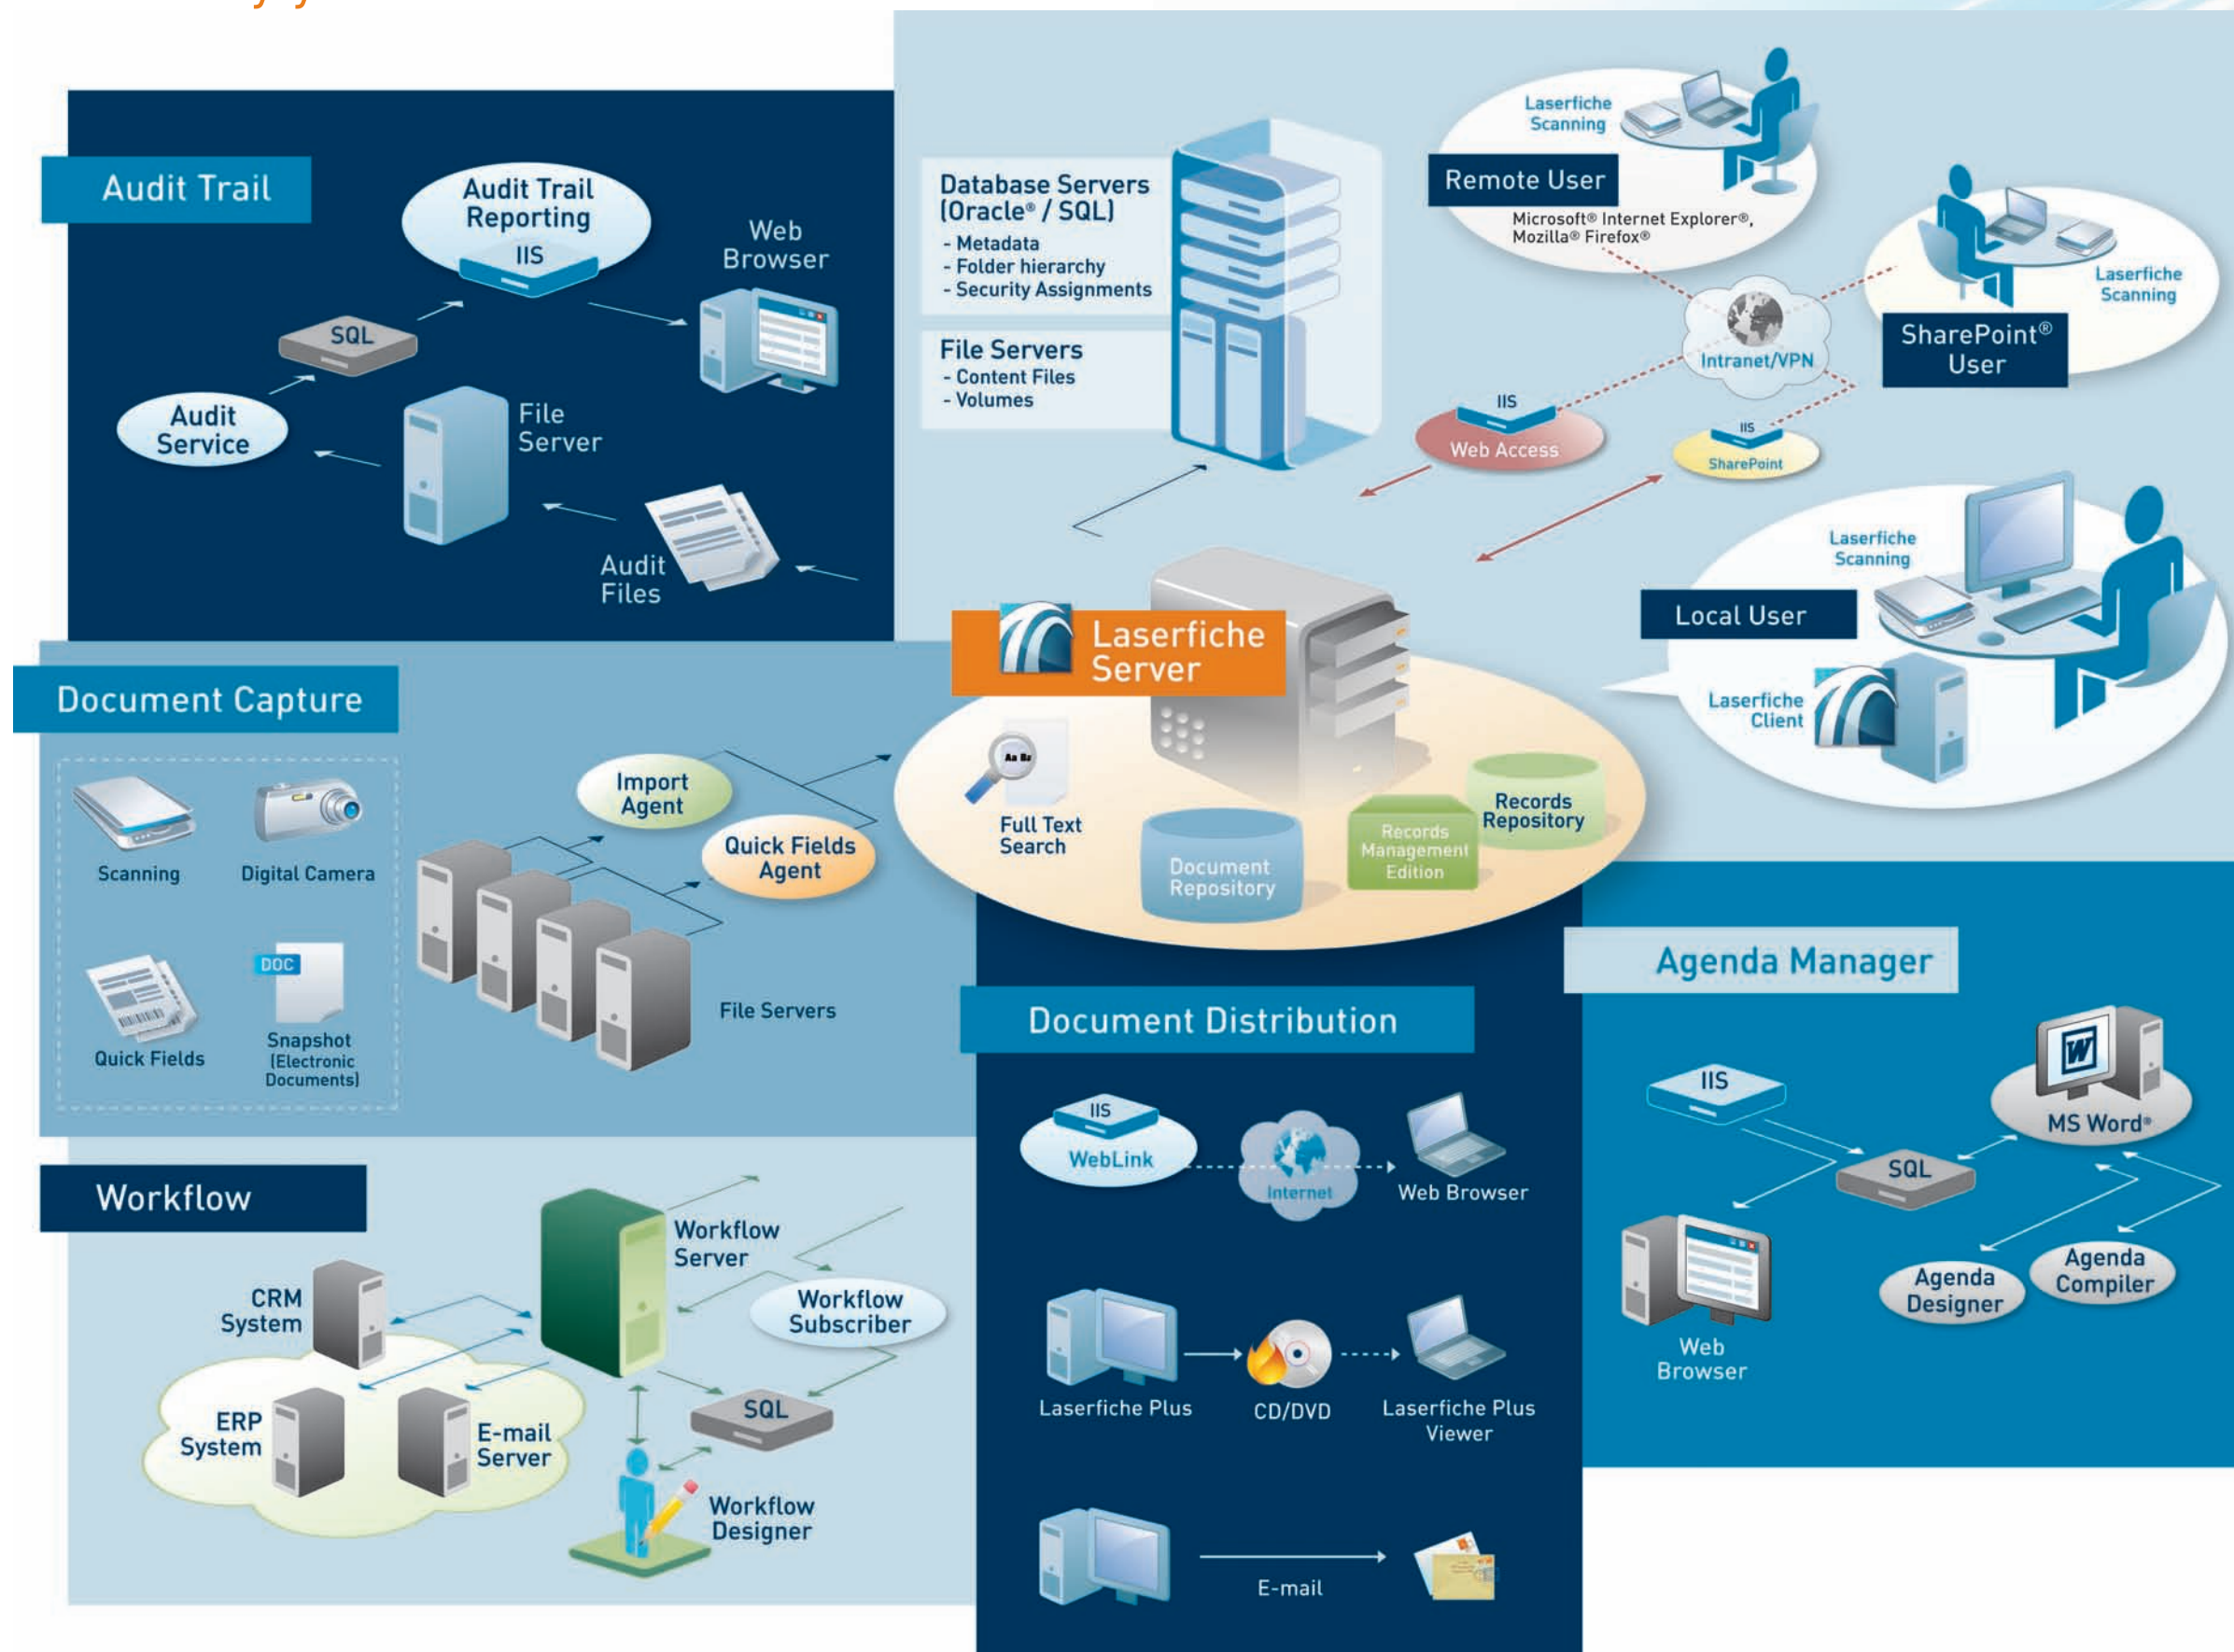 Audit Trail
Audit Trail
Reporting
IIS
Web
Browser
SQL
Audit
Service
File
Server
Audit
Files
Database Servers
(Oracle® / SQL)
- Metadata
- Folder hierarchy
- Security Assignments
File Servers
- Content Files
- Volumes
Laserfiche
Scanning
Remote User
Microsoft® Internet Explorer®,
Mozilla® Firefox®
Laserfiche
Scanning
SharePoint®
User
Intranet/VPN
IIS
Web Access
IIS
SharePoint
Laserfiche
Scanning
Local User
Laserfiche
Client
Laserfiche
Server
Aa Bb
Full Text
Search
Document
Repository
Records
Management
Edition
Records
Repository
Document Capture
Scanning
Digital Camera
Quick Fields
DOC
Snapshot
(Electronic
Documents)
Import
Agent
Quick Fields
Agent
File Servers
Workflow
CRM
System
ERP
System
E-mail
Server
Workflow
Server
Workflow
Subscriber
SQL
Workflow
Designer
Document Distribution
IIS
WebLink
Internet
Web Browser
Laserfiche Plus
CD/DVD
Laserfiche Plus
Viewer
E-mail
Agenda Manager
IIS
W
MS Word®
SQL
Web
Browser
Agenda
Designer
Agenda
Compiler